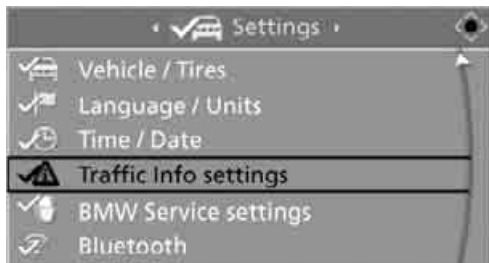 Settings
Vehicle / Tires
Language / Units
Time / Date
Traffic Info settings
BMW Service settings
Bluetooth